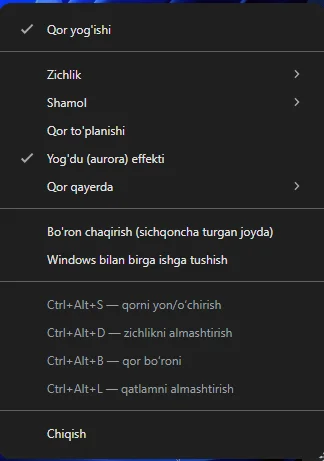 Qor yog'ishi
Zichlik
Shamol
Qor to'planishi
Yog'du (aurora) effekti
Qor qayerda
Bo'ron chaqirish (sichqoncha turgan joyda)
Windows bilan birga ishga tushish
Ctrl+Alt+S — qorni yon/o'chirish
Ctrl+Alt+D — zichlikni almashtirish
Ctrl+Alt+B — qor bo'roni
Ctrl+Alt+L — qatlamni almashtirish
Chiqish